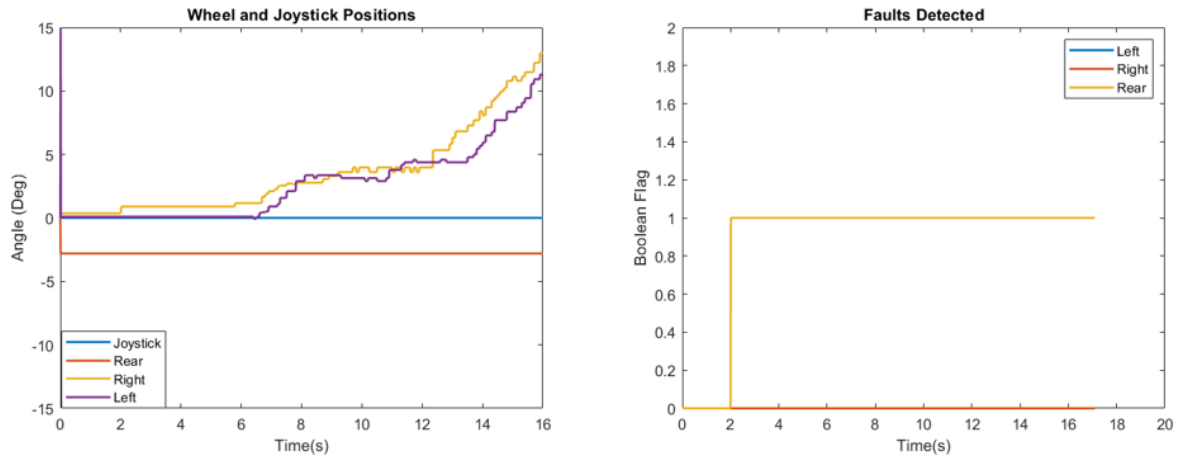 Wheel and Joystick Positions
15
10
5
0
-5
-10
-15
Angle (Deg)
Joystick
Rear
Right
Left
0 2 4 6 8 10 12 14 16
Time(s)
Faults Detected
2
1.8
1.6
1.4
1.2
1
0.8
0.6
0.4
0.2
0
Boolean Flag
Left
Right
Rear
0 2 4 6 8 10 12 14 16 18 20
Time(s)